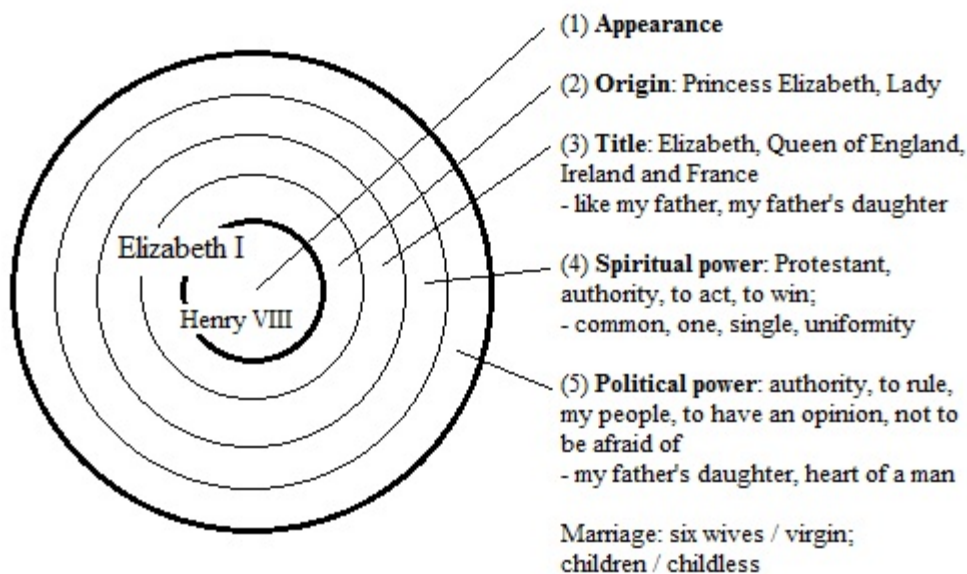 (1) Appearance
(2) Origin: Princess Elizabeth, Lady
(3) Title: Elizabeth, Queen of England,
Ireland and France
- like my father, my father's daughter
Elizabeth I
Henry VIII
(4) Spiritual power: Protestant,
authority, to act, to win;
- common, one, single, uniformity
(5) Political power: authority, to rule,
my people, to have an opinion, not to
be afraid of
- my father's daughter, heart of a man
Marriage: six wives / virgin;
children / childless